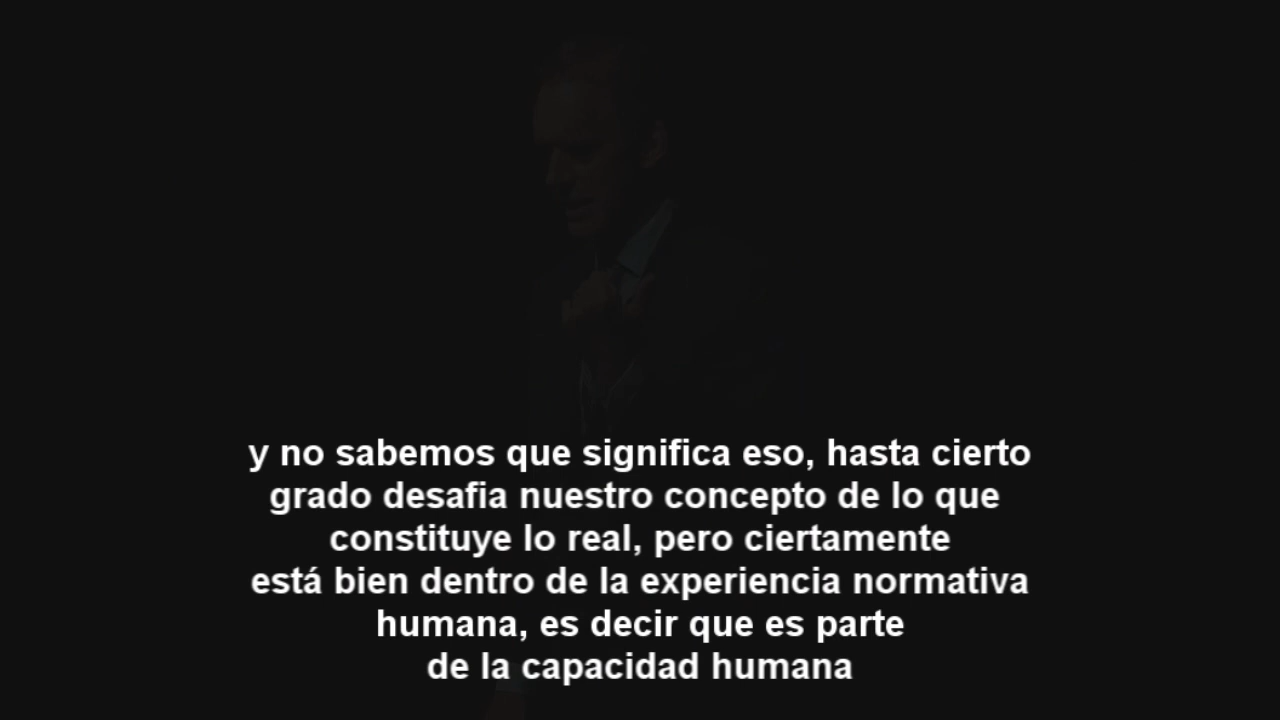 y no sabemos que significa eso, hasta cierto
grado desafia nuestro concepto de lo que
constituye lo real, pero ciertamente
está bien dentro de la experiencia normativa
humana, es decir que es parte
de la capacidad humana